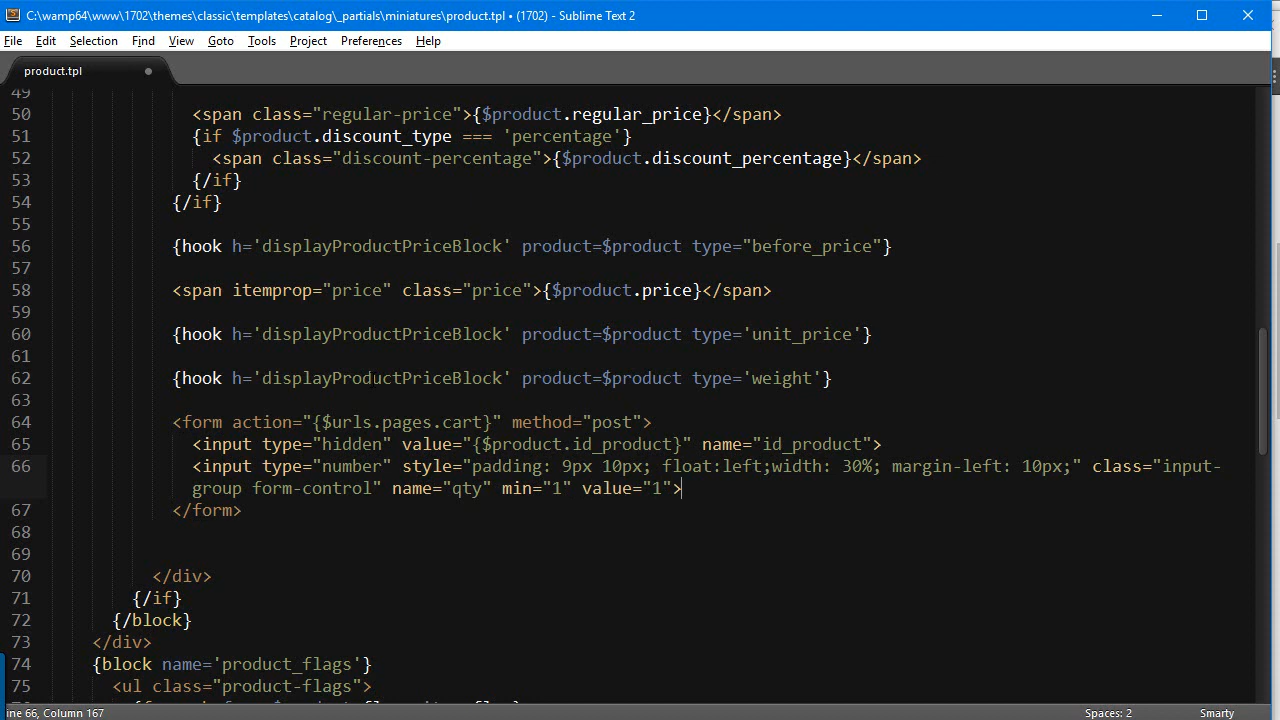 C:\wamp64\www\1702\themes\classic\templates\catalog\_partials\miniatures\product.tpl • (1702) - Sublime Text 2
File Edit Selection Find View Goto Tools Project Preferences Help
product.tpl
49
50 <span class="regular-price">{$product.regular_price}</span>
51 {if $product.discount_type === 'percentage'}
52 <span class="discount-percentage">{$product.discount_percentage}</span>
53 {/if}
54 {/if}
55
56 {hook h='displayProductPriceBlock' product=$product type="before_price"}
57
58 <span itemprop="price" class="price">{$product.price}</span>
59
60 {hook h='displayProductPriceBlock' product=$product type='unit_price'}
61
62 {hook h='displayProductPriceBlock' product=$product type='weight'}
63
64 <form action="{$urls.pages.cart}" method="post">
65 <input type="hidden" value="{$product.id_product}" name="id_product">
66 <input type="number" style="padding: 9px 10px; float:left;width: 30%; margin-left: 10px;" class="input-
group form-control" name="qty" min="1" value="1">
67 </form>
68
69
70 </div>
71 {/if}
72 {/block}
73 </div>
74 {block name='product_flags'}
75 <ul class="product-flags">
ine 66, Column 167 Spaces: 2 Smarty